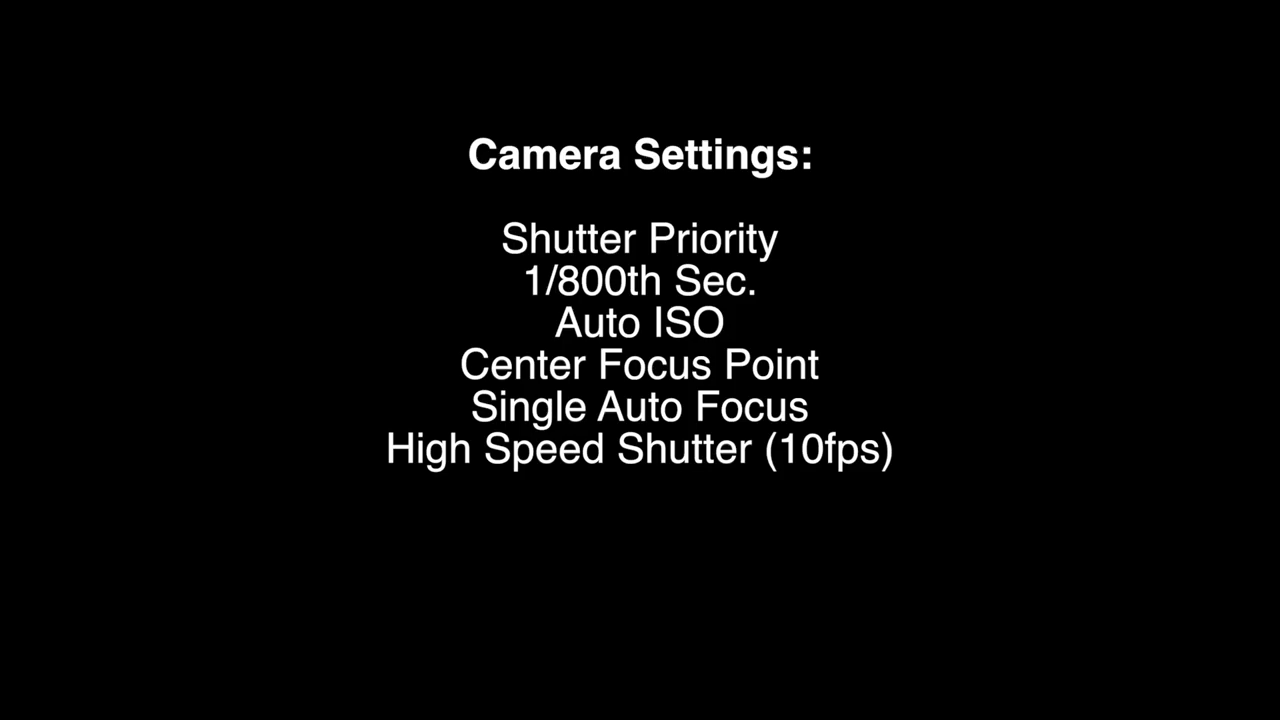 Camera Settings:
Shutter Priority
1/800th Sec.
Auto ISO
Center Focus Point
Single Auto Focus
High Speed Shutter (10fps)